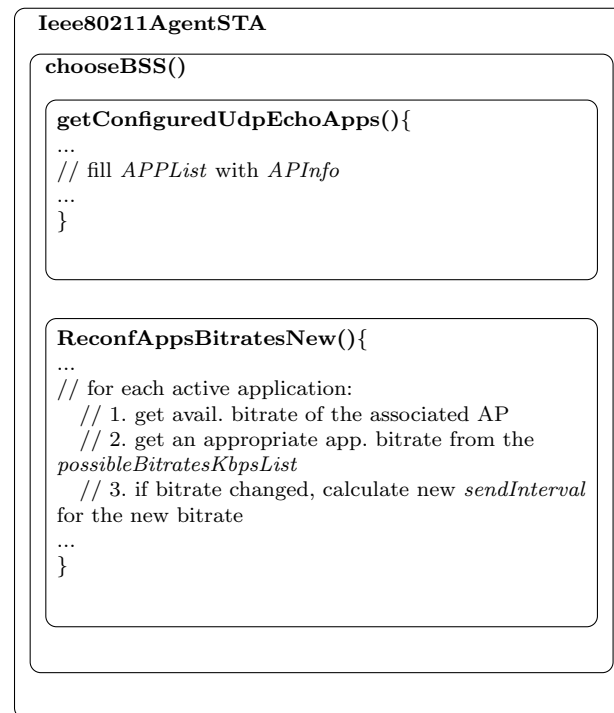 Ieee80211AgentSTA
chooseBSS()
getConfiguredUdpEchoApps(){
...
// fill APPList with APInfo
...
}
ReconfAppsBitratesNew(){
...
// for each active application:
// 1. get avail. bitrate of the associated AP
// 2. get an appropriate app. bitrate from the
possibleBitratesKbpsList
// 3. if bitrate changed, calculate new sendInterval
for the new bitrate
...
}